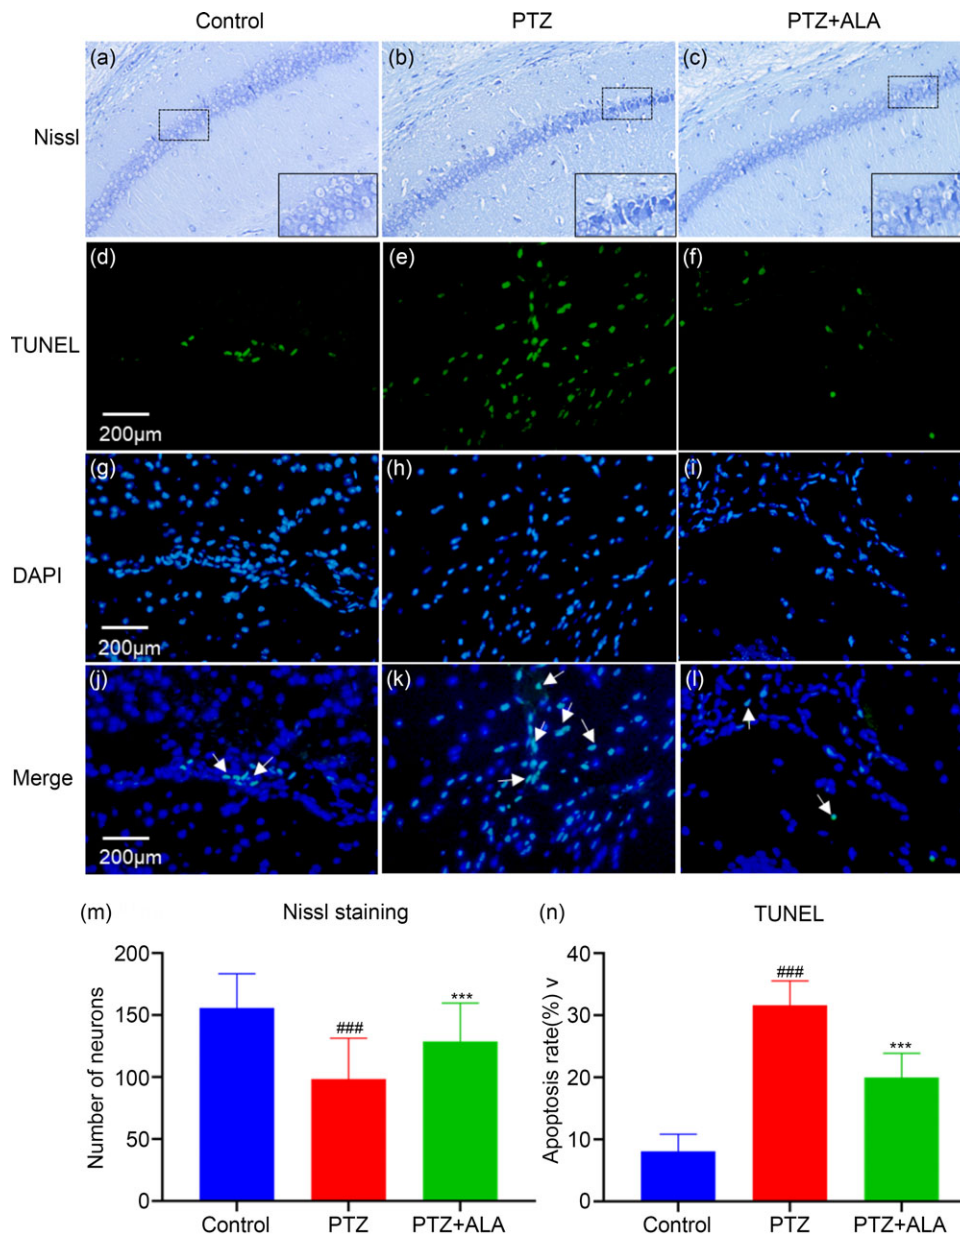 Control PTZ PTZ+ALA
(a) (b) (c)
Nissl
(d) (e) (f)
TUNEL
200μm
(g) (h) (i)
DAPI
200μm
(j) (k) (l)
Merge
200μm
(m) Nissl staining
200
150
100
50
0
Number of neurons
###
***
Control PTZ PTZ+ALA
(n) TUNEL
40
30
20
10
0
Apoptosis rate(%) v
###
***
Control PTZ PTZ+ALA